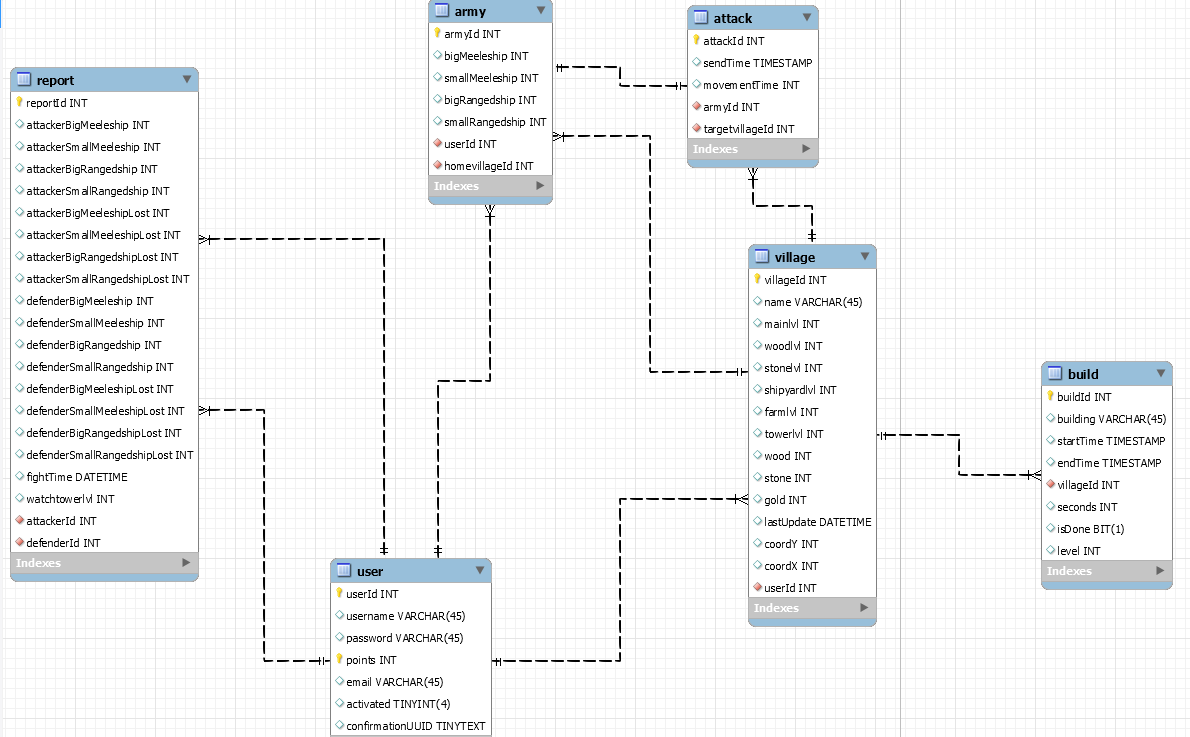 report
reportId INT
attackerBigMeeleship INT
attackerSmallMeeleship INT
attackerBigRangedship INT
attackerSmallRangedship INT
attackerBigMeeleshipLost INT
attackerSmallMeeleshipLost INT
attackerBigRangedshipLost INT
attackerSmallRangedshipLost INT
defenderBigMeeleship INT
defenderSmallMeeleship INT
defenderBigRangedship INT
defenderSmallRangedship INT
defenderBigMeeleshipLost INT
defenderSmallMeeleshipLost INT
defenderBigRangedshipLost INT
defenderSmallRangedshipLost INT
fightTime DATETIME
watchtowerlvl INT
attackerId INT
defenderId INT
Indexes
army
armyId INT
bigMeeleship INT
smallMeeleship INT
bigRangedship INT
smallRangedship INT
userId INT
homevillageId INT
Indexes
attack
attackId INT
sendTime TIMESTAMP
movementTime INT
armyId INT
targetvillageId INT
Indexes
village
villageId INT
name VARCHAR(45)
mainlvl INT
woodlvl INT
stonelvl INT
shipyardlvl INT
farmlvl INT
towerlvl INT
wood INT
stone INT
gold INT
lastUpdate DATETIME
coordY INT
coordX INT
userId INT
Indexes
build
buildId INT
building VARCHAR(45)
startTime TIMESTAMP
endTime TIMESTAMP
villageId INT
seconds INT
isDone BIT(1)
level INT
Indexes
user
userId INT
username VARCHAR(45)
password VARCHAR(45)
points INT
email VARCHAR(45)
activated TINYINT(4)
confirmationUUID TINYTEXT